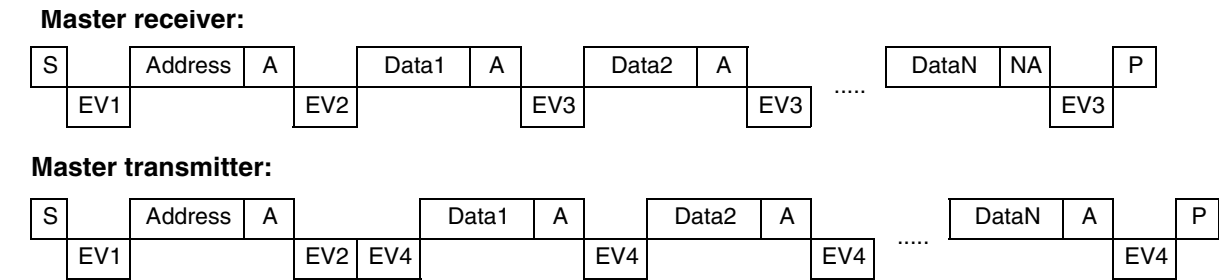 Master receiver:
S Address A Data1 A Data2 A ..... DataN NA P
EV1 EV2 EV3 EV3 EV3
Master transmitter:
S Address A Data1 A Data2 A ..... DataN A P
EV1 EV2 EV4 EV4 EV4 EV4